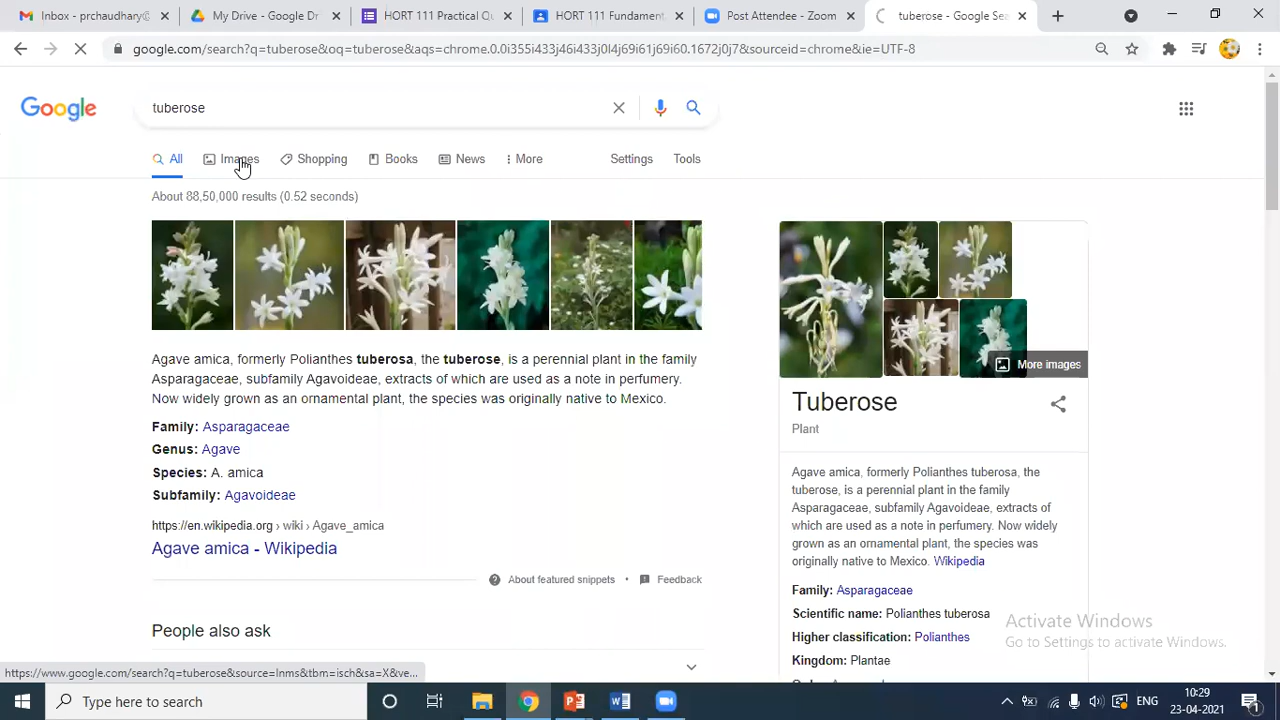 Inbox - prchaudhary@
My Drive - Google Dr
HORT 111 Practical Qu
HORT 111 Fundament
Post Attendee - Zoom
tuberose - Google Sea
google.com/search?q=tuberose&oq=tuberose&aqs=chrome.0.0i355i433j46i433j0l4j69i61j69i60.1672j0j7&sourceid=chrome&ie=UTF-8
Google
tuberose
All
Images
Shopping
Books
News
More
Settings
Tools
About 88,50,000 results (0.52 seconds)
Agave amica, formerly Polianthes tuberosa, the tuberose, is a perennial plant in the family
Asparagaceae, subfamily Agavoideae, extracts of which are used as a note in perfumery.
Now widely grown as an ornamental plant, the species was originally native to Mexico.
Family: Asparagaceae
Genus: Agave
Species: A. amica
Subfamily: Agavoideae
https://en.wikipedia.org › wiki › Agave_amica
Agave amica - Wikipedia
About featured snippets • Feedback
People also ask
More images
Tuberose
Plant
Agave amica, formerly Polianthes tuberosa, the
tuberose, is a perennial plant in the family
Asparagaceae, subfamily Agavoideae, extracts of
which are used as a note in perfumery. Now widely
grown as an ornamental plant, the species was
originally native to Mexico. Wikipedia
Family: Asparagaceae
Scientific name: Polianthes tuberosa
Higher classification: Polianthes
Kingdom: Plantae
Activate Windows
Go to Settings to activate Windows.
https://www.google.com/search?q=tuberose&source=lnms&tbm=isch&sa=X&ve...
Type here to search
ENG
10:29
23-04-2021
1